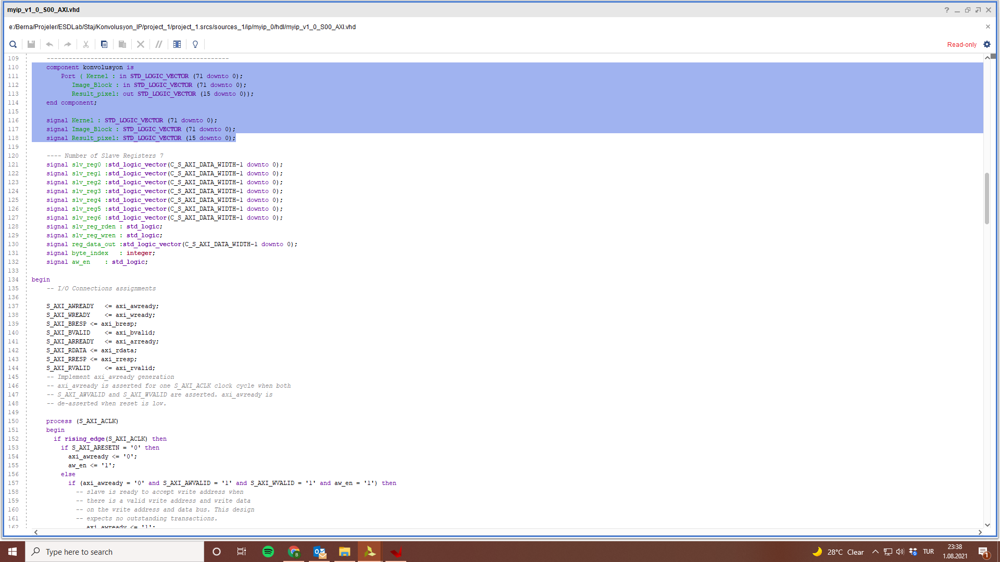 myip_v1_0_S00_AXI.vhd
e:/Berna/Projeler/ESDLab/Staj/Konvolusyon_IP/project_1/project_1.srcs/sources_1/ip/myip_0/hdl/myip_v1_0_S00_AXI.vhd
Read-only
109 --------------------------------------------------
110 component konvolusyon is
111 Port ( Kernel : in STD_LOGIC_VECTOR (71 downto 0);
112 Image_Block : in STD_LOGIC_VECTOR (71 downto 0);
113 Result_pixel: out STD_LOGIC_VECTOR (15 downto 0));
114 end component;
115
116 signal Kernel : STD_LOGIC_VECTOR (71 downto 0);
117 signal Image_Block : STD_LOGIC_VECTOR (71 downto 0);
118 signal Result_pixel: STD_LOGIC_VECTOR (15 downto 0);
119
120 ---- Number of Slave Registers 7
121 signal slv_reg0 :std_logic_vector(C_S_AXI_DATA_WIDTH-1 downto 0);
122 signal slv_reg1 :std_logic_vector(C_S_AXI_DATA_WIDTH-1 downto 0);
123 signal slv_reg2 :std_logic_vector(C_S_AXI_DATA_WIDTH-1 downto 0);
124 signal slv_reg3 :std_logic_vector(C_S_AXI_DATA_WIDTH-1 downto 0);
125 signal slv_reg4 :std_logic_vector(C_S_AXI_DATA_WIDTH-1 downto 0);
126 signal slv_reg5 :std_logic_vector(C_S_AXI_DATA_WIDTH-1 downto 0);
127 signal slv_reg6 :std_logic_vector(C_S_AXI_DATA_WIDTH-1 downto 0);
128 signal slv_reg_rden : std_logic;
129 signal slv_reg_wren : std_logic;
130 signal reg_data_out :std_logic_vector(C_S_AXI_DATA_WIDTH-1 downto 0);
131 signal byte_index : integer;
132 signal aw_en : std_logic;
133
134 begin
135 -- I/O Connections assignments
136
137 S_AXI_AWREADY <= axi_awready;
138 S_AXI_WREADY <= axi_wready;
139 S_AXI_BRESP <= axi_bresp;
140 S_AXI_BVALID <= axi_bvalid;
141 S_AXI_ARREADY <= axi_arready;
142 S_AXI_RDATA <= axi_rdata;
143 S_AXI_RRESP <= axi_rresp;
144 S_AXI_RVALID <= axi_rvalid;
145 -- Implement axi_awready generation
146 -- axi_awready is asserted for one S_AXI_ACLK clock cycle when both
147 -- S_AXI_AWVALID and S_AXI_WVALID are asserted. axi_awready is
148 -- de-asserted when reset is low.
149
150 process (S_AXI_ACLK)
151 begin
152 if rising_edge(S_AXI_ACLK) then
153 if S_AXI_ARESETN = '0' then
154 axi_awready <= '0';
155 aw_en <= '1';
156 else
157 if (axi_awready = '0' and S_AXI_AWVALID = '1' and S_AXI_WVALID = '1' and aw_en = '1') then
158 -- slave is ready to accept write address when
159 -- there is a valid write address and write data
160 -- on the write address and data bus. This design
161 -- expects no outstanding transactions.
162 axi_awready <= '1';
Type here to search
28°C Clear
TUR
23:38
1.08.2021
1